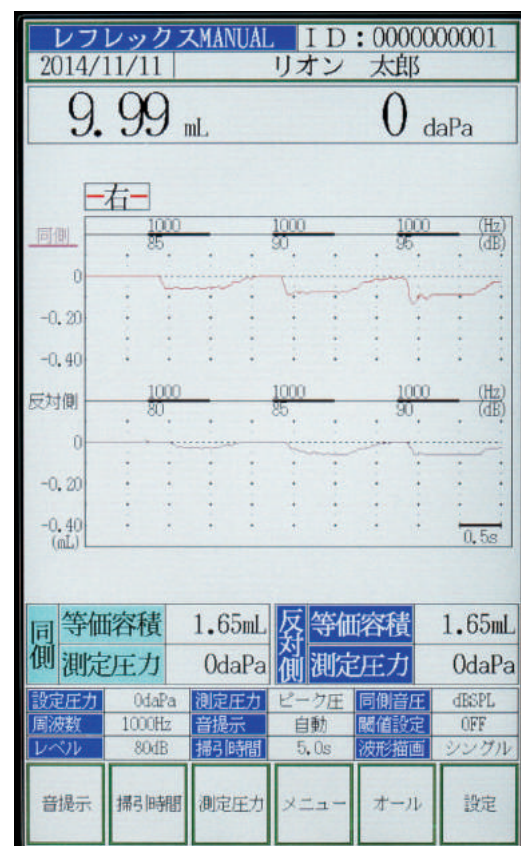 レフレックスMANUAL ID:0000000001
2014/11/11 リオン 太郎
9.99 mL 0 daPa
右
同側 1000 1000 1000 (Hz)
85 90 95 (dB)
0
-0.20
-0.40
反対側 1000 1000 1000 (Hz)
80 85 90 (dB)
0
-0.20
-0.40
(mL) 0.5s
同側 等価容積 1.65mL 反対側 等価容積 1.65mL
測定圧力 0daPa 測定圧力 0daPa
設定圧力 0daPa 測定圧力 ピーク圧 同側音圧 dBSPL
周波数 1000Hz 音提示 自動 閾値設定 OFF
レベル 80dB 掃引時間 5.0s 波形描画 シングル
音提示 掃引時間 測定圧力 メニュー オール 設定